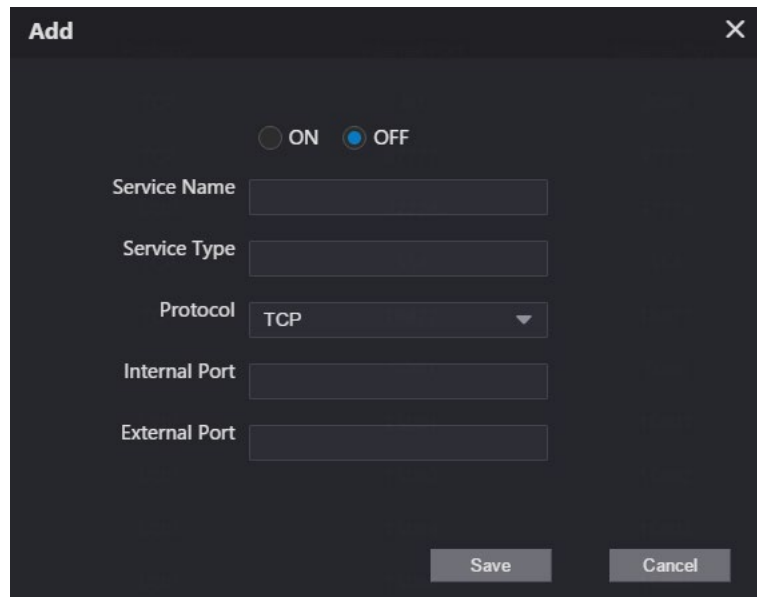 Add
ON OFF
Service Name
Service Type
Protocol TCP
Internal Port
External Port
Save Cancel